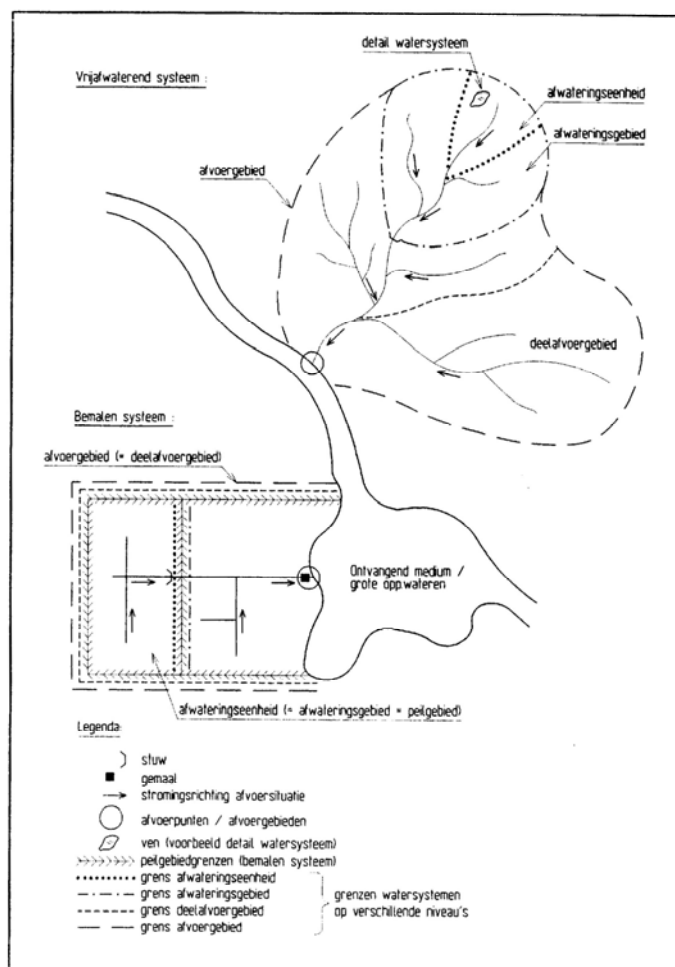 detail watersysteem
Vrijafwaterend systeem :
afwateringseenheid
afwateringsgebied
afvoergebied
deelafvoergebied
Bemalen systeem :
afvoergebied (= deelafvoergebied)
Ontvangend medium /
grote opp.wateren
afwateringseenheid (= afwateringsgebied = peilgebied)
Legenda:
stuw
gemaal
stromingsrichting afvoersituatie
afvoerpunten / afvoergebieden
ven (voorbeeld detail watersysteem)
peilgebiedgrenzen (bemalen systeem)
grens afwateringseenheid
grens afwateringsgebied
grens deelafvoergebied
grens afvoergebied
grenzen watersystemen
op verschillende niveau's